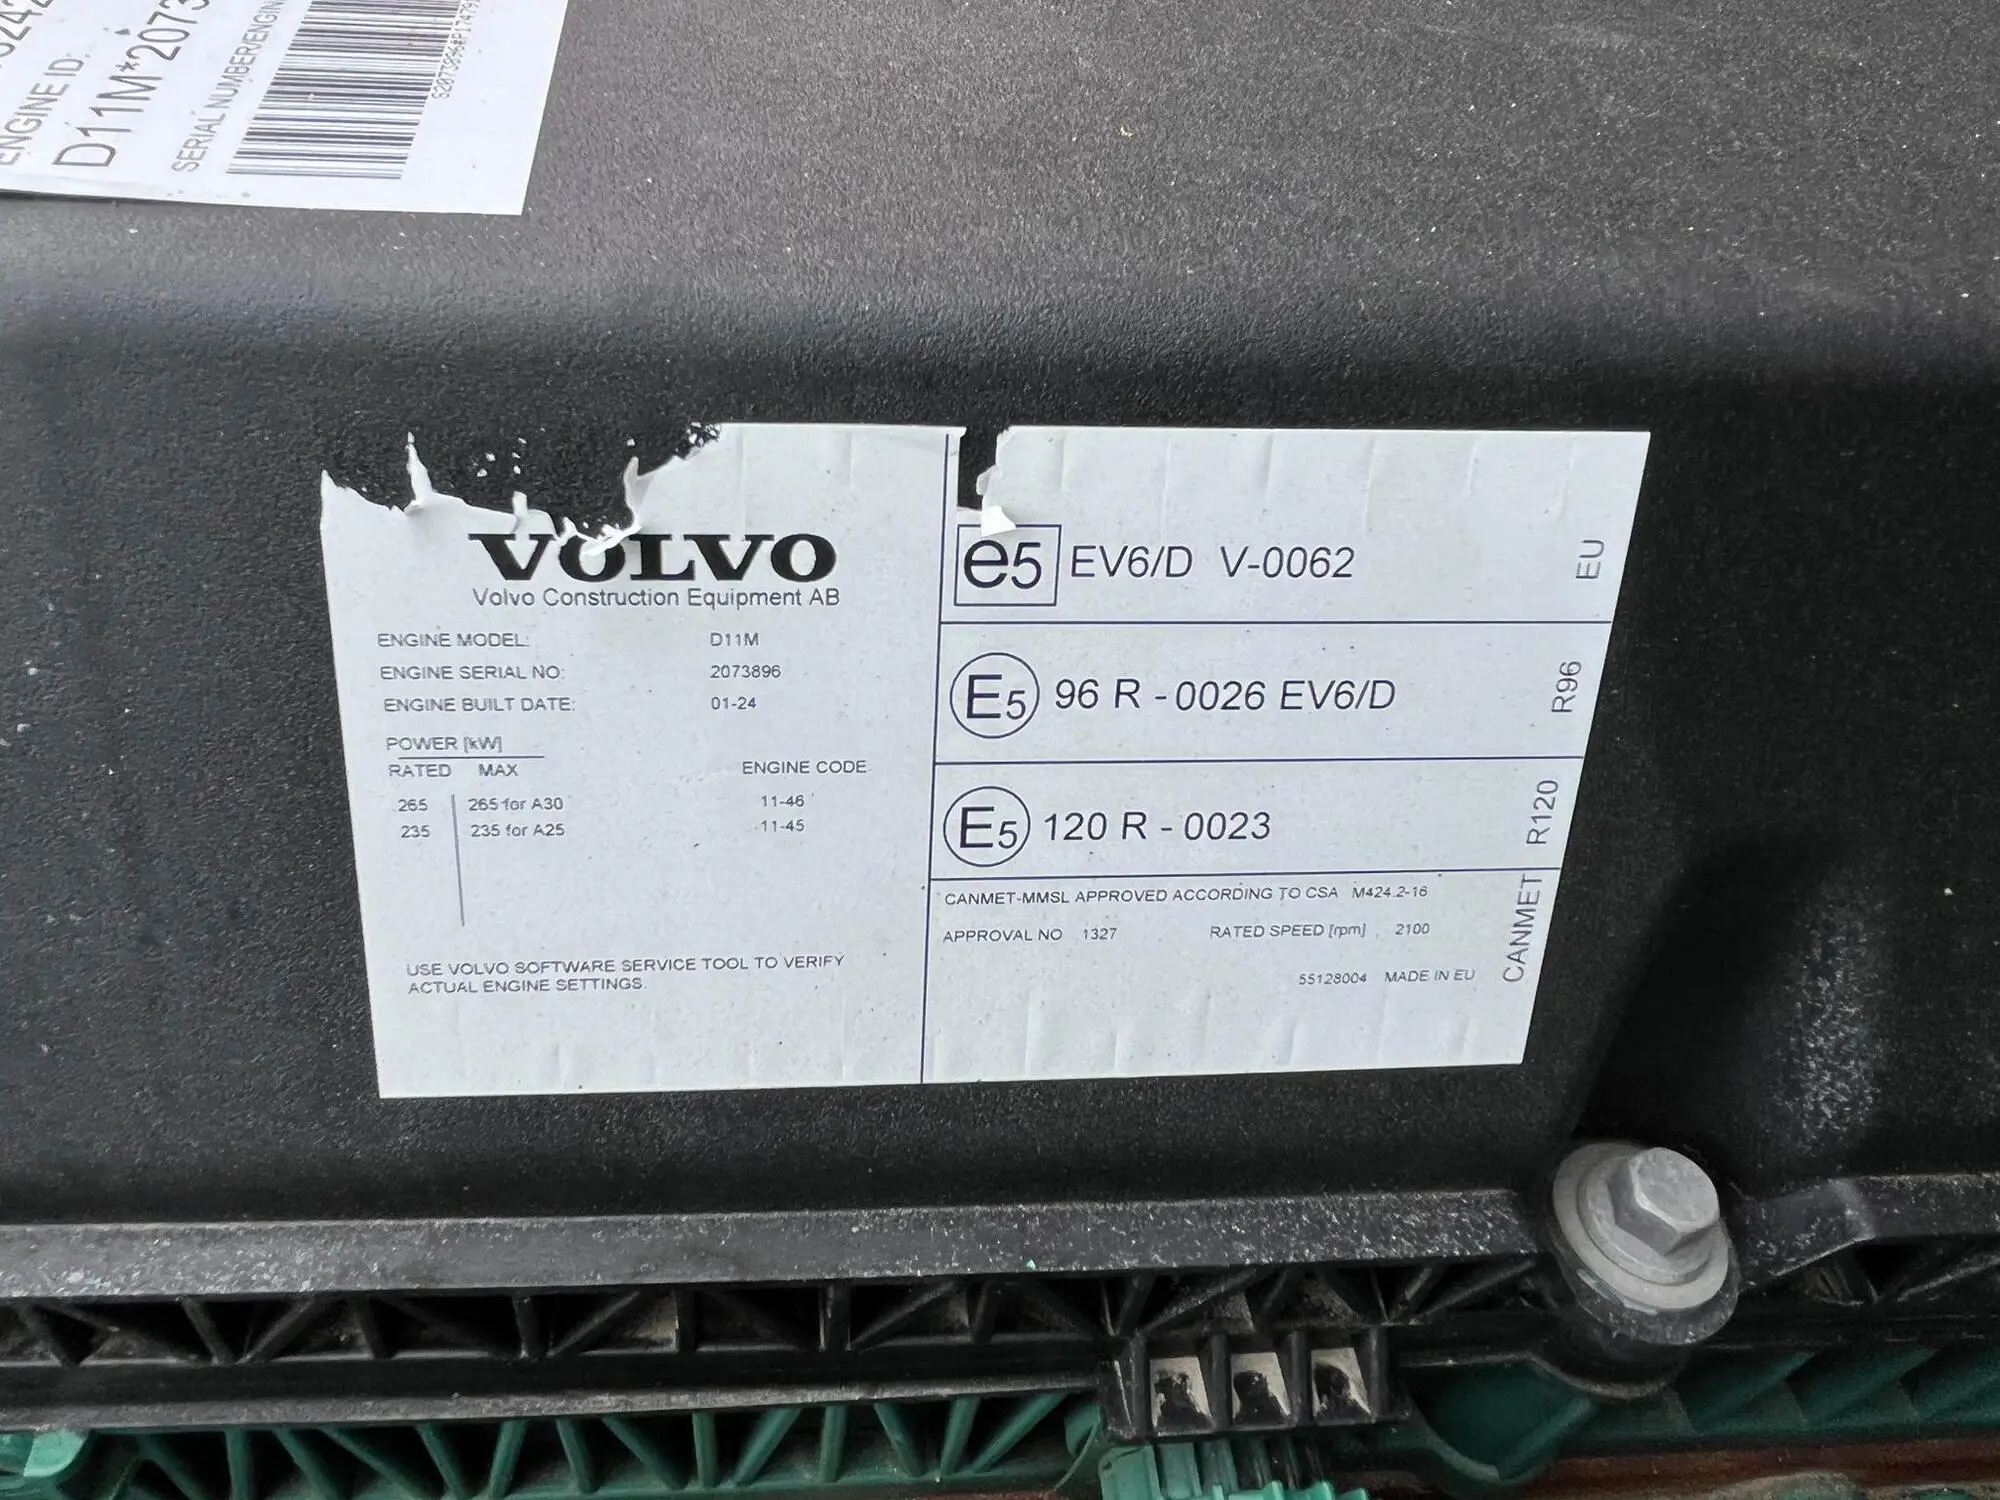 ENGINE ID:
D11M*2073
SERIAL NUMBER/ENGIN
VOLVO
Volvo Construction Equipment AB
ENGINE MODEL: D11M
ENGINE SERIAL NO: 2073896
ENGINE BUILT DATE: 01-24
POWER [kW]
RATED MAX ENGINE CODE
265 265 for A30 11-46
235 235 for A25 11-45
USE VOLVO SOFTWARE SERVICE TOOL TO VERIFY
ACTUAL ENGINE SETTINGS.
e5 EV6/D V-0062 EU
E5 96 R - 0026 EV6/D R96
E5 120 R - 0023 R120
CANMET-MMSL APPROVED ACCORDING TO CSA M424.2-16
APPROVAL NO 1327 RATED SPEED [rpm] 2100
55128004 MADE IN EU
CANMET